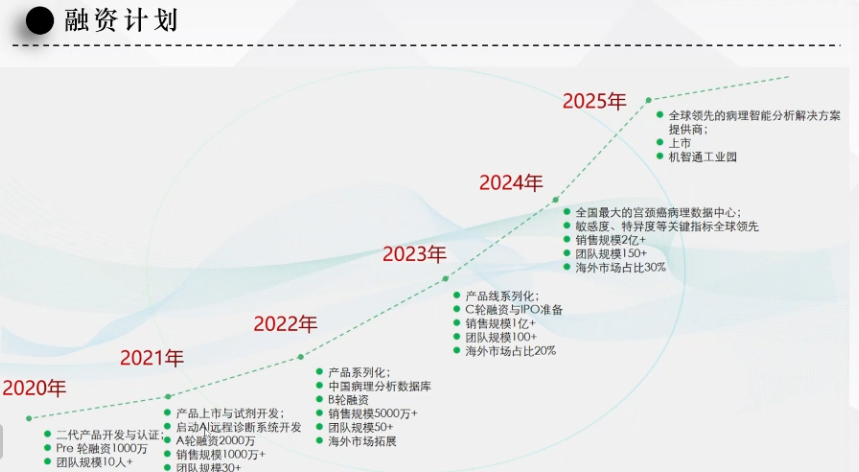 融资计划
2020年
二代产品开发与认证;
Pre 轮融资1000万
团队规模10人+
2021年
产品上市与试剂开发;
启动AI远程诊断系统开发
A轮融资2000万
销售规模1000万+
团队规模30+
2022年
产品系列化;
中国病理分析数据库
B轮融资
销售规模5000万+
团队规模50+
海外市场拓展
2023年
产品线系列化;
C轮融资与IPO准备
销售规模1亿+
团队规模100+
海外市场占比20%
2024年
全国最大的宫颈癌病理数据中心;
敏感度、特异度等关键指标全球领先
销售规模2亿+
团队规模150+
海外市场占比30%
2025年
全球领先的病理智能分析解决方案
提供商;
上市
机智通工业园